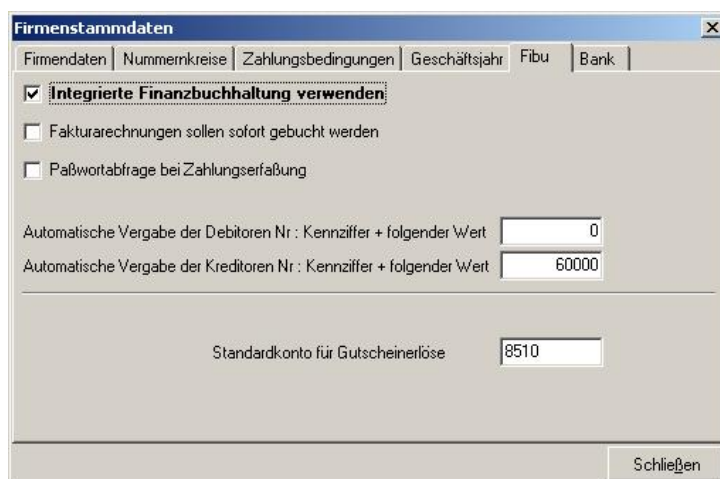 Firmenstammdaten
Firmendaten Nummernkreise Zahlungsbedingungen Geschäftsjahr Fibu Bank
Integrierte Finanzbuchhaltung verwenden
Fakturarechnungen sollen sofort gebucht werden
Paßwortabfrage bei Zahlungserfaßung
Automatische Vergabe der Debitoren Nr : Kennziffer + folgender Wert 0
Automatische Vergabe der Kreditoren Nr : Kennziffer + folgender Wert 60000
Standardkonto für Gutscheinerlöse 8510
Schließen